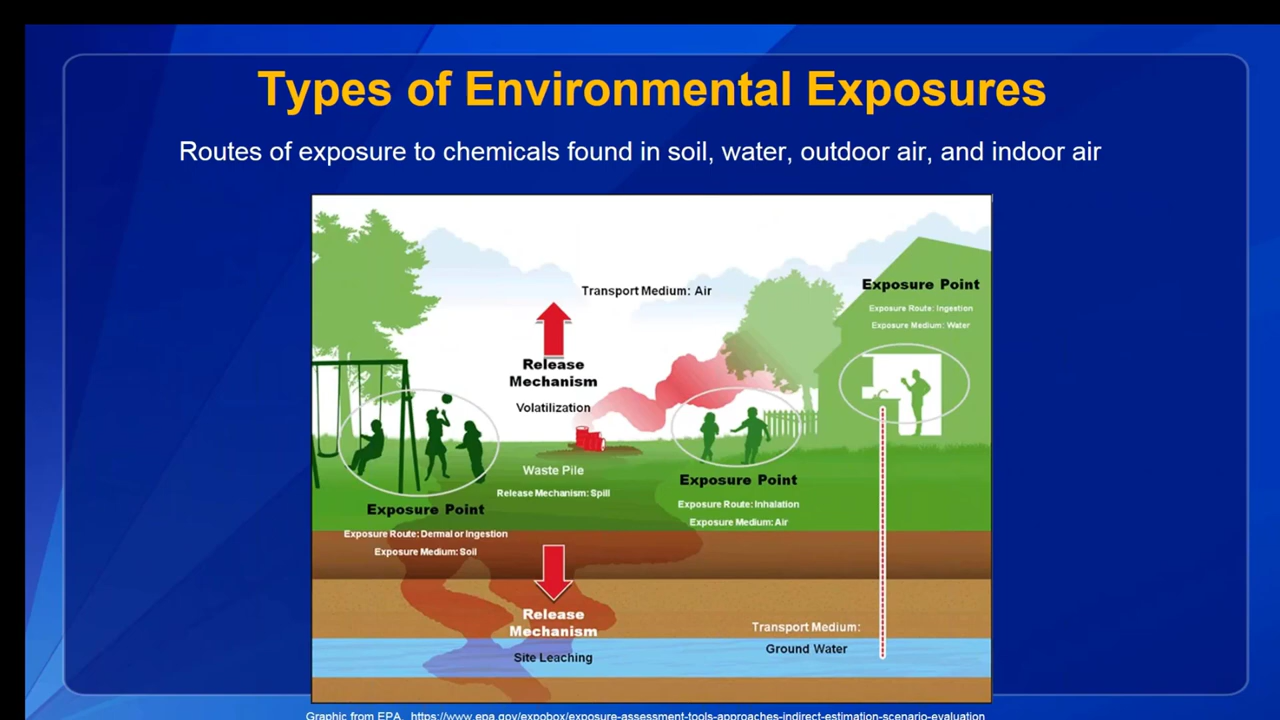 Types of Environmental Exposures
Routes of exposure to chemicals found in soil, water, outdoor air, and indoor air
Transport Medium: Air
Exposure Point
Exposure Route: Ingestion
Exposure Medium: Water
Release
Mechanism
Volatilization
Waste Pile
Release Mechanism: Spill
Exposure Point
Exposure Route: Inhalation
Exposure Medium: Air
Exposure Point
Exposure Route: Dermal or Ingestion
Exposure Medium: Soil
Release
Mechanism
Site Leaching
Transport Medium:
Ground Water
Graphic from EPA, https://www.epa.gov/expobox/exposure-assessment-tools-approaches-indirect-estimation-scenario-evaluation